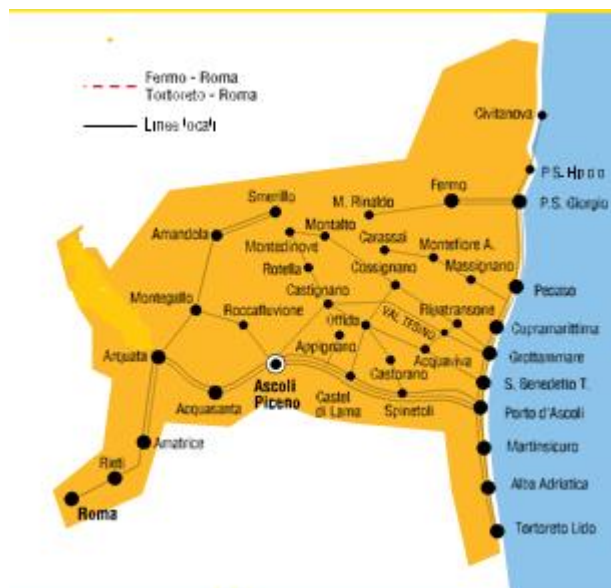 Fermo - Roma
Tortoreto - Roma
Linee locali
Civitanova
P.S.
Smerillo
M. Rinaldo
Fermo
P.S. Giorgio
Amandola
Montalto
Montedinove
Carassai
Montefiore A.
Rotella
Cossignano
Massignano
Montegallo
Castignano
Pedaso
Roccafluvione
Offida
VAL TESINO
Ripatransone
Cupramarittima
Arquata
Appignano
Acquaviva
Grottammare
Ascoli
Piceno
Castorano
S. Benedetto T.
Acquasanta
Castel
di Lama
Spinetoli
Porto d'Ascoli
Amatrice
Martinsicuro
Rieti
Alba Adriatica
Roma
Tortoreto Lido